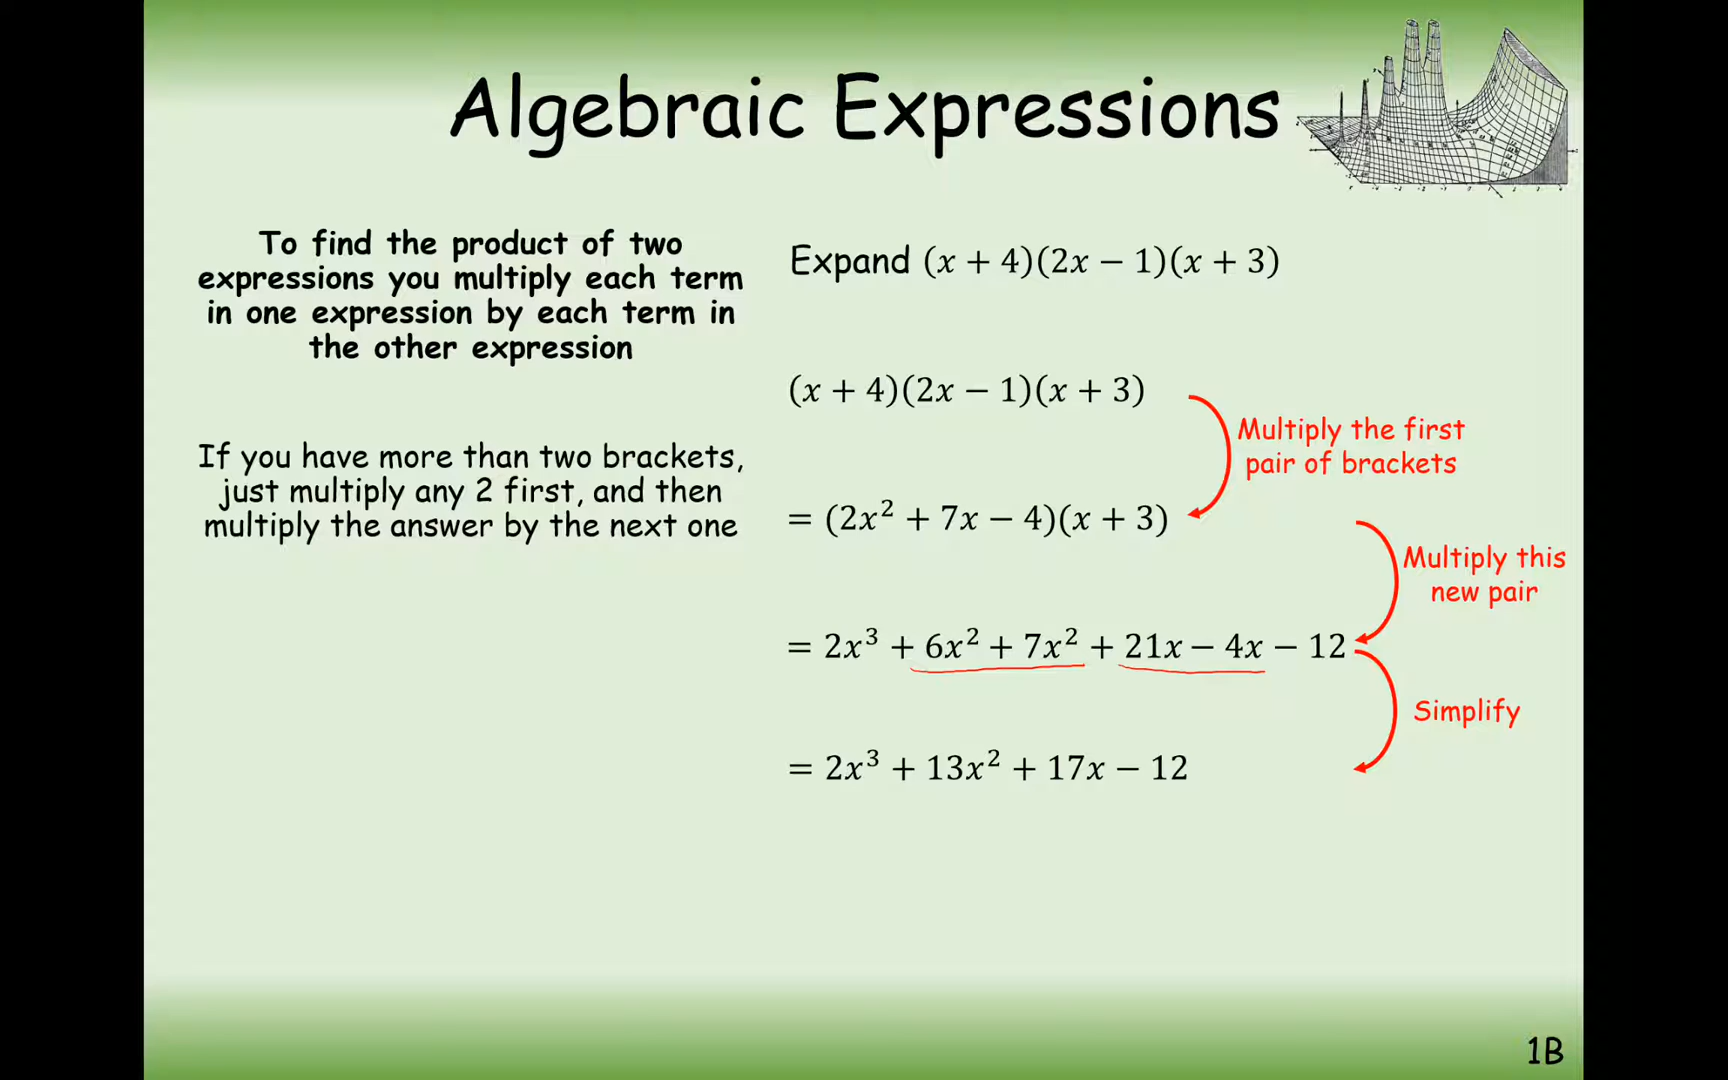 Algebraic Expressions
To find the product of two
expressions you multiply each term
in one expression by each term in
the other expression
If you have more than two brackets,
just multiply any 2 first, and then
multiply the answer by the next one
Expand (x + 4)(2x − 1)(x + 3)
(x + 4)(2x − 1)(x + 3)
Multiply the first
pair of brackets
= (2x² + 7x − 4)(x + 3)
Multiply this
new pair
= 2x³ + 6x² + 7x² + 21x − 4x − 12
Simplify
= 2x³ + 13x² + 17x − 12
1B